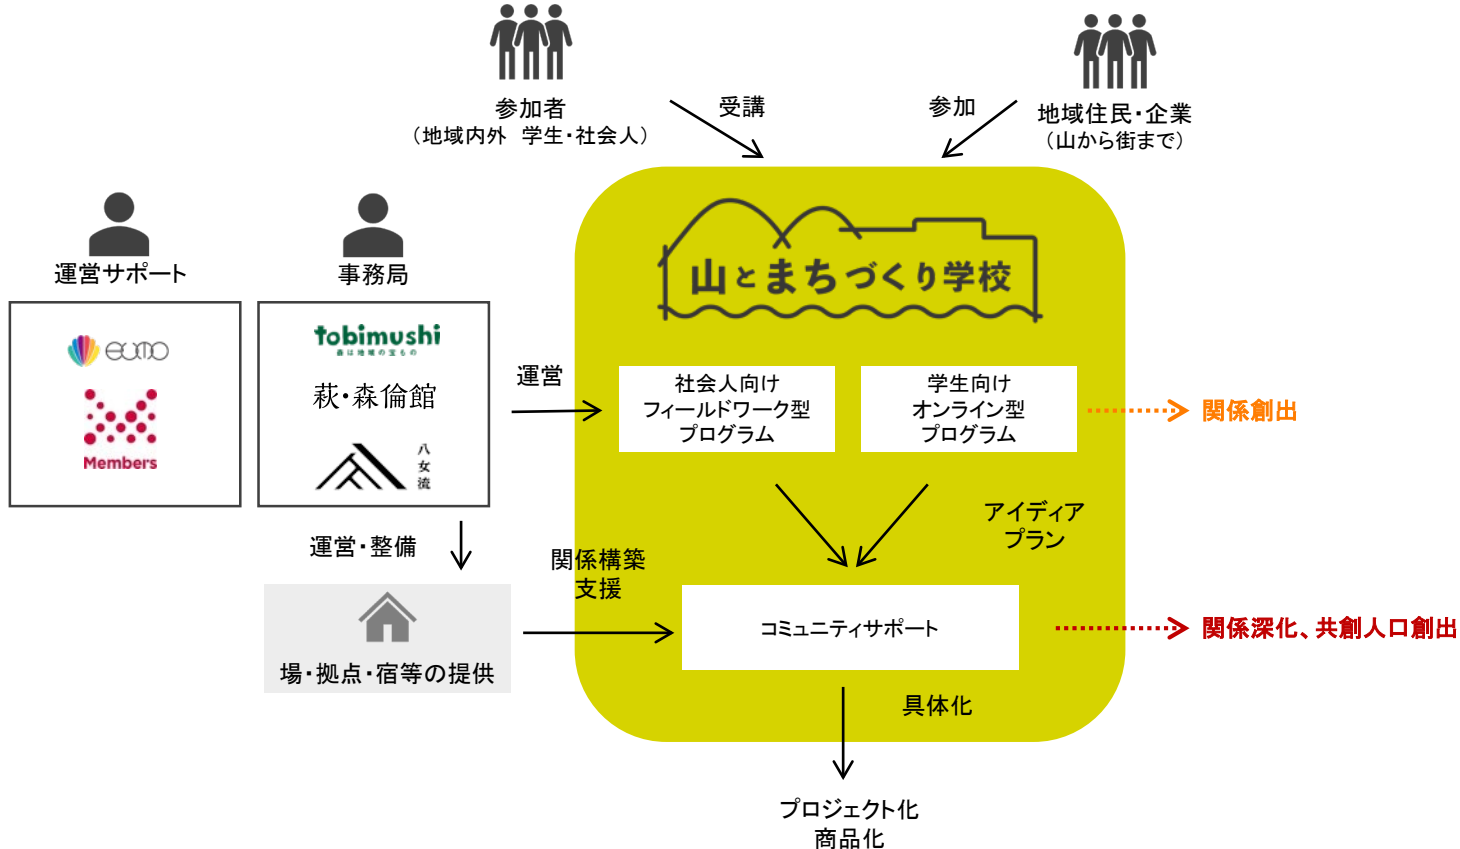 参加者
（地域内外　学生・社会人）
受講
参加
地域住民・企業
（山から街まで）
運営サポート
事務局
eumo
Members
tobimushi
森は地域の宝もの
萩・森倫館
八女流
山とまちづくり学校
運営
社会人向け
フィールドワーク型
プログラム
学生向け
オンライン型
プログラム
関係創出
アイディア
プラン
運営・整備
関係構築
支援
場・拠点・宿等の提供
コミュニティサポート
関係深化、共創人口創出
具体化
プロジェクト化
商品化